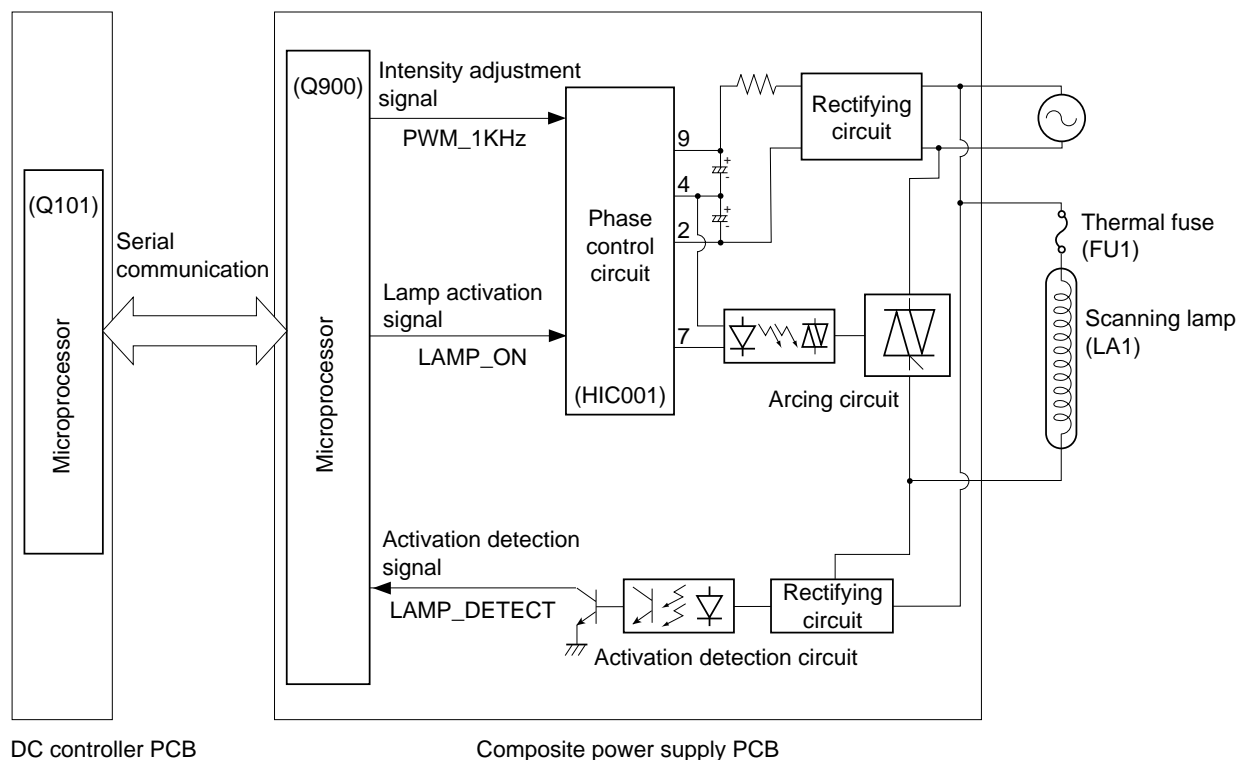 (Q900)
Intensity adjustment
signal
PWM_1KHz
Rectifying
circuit
9
4
2
7
Phase
control
circuit
(HIC001)
(Q101)
Microprocessor
Serial
communication
Microprocessor
Lamp activation
signal
LAMP_ON
Thermal fuse
(FU1)
Scanning lamp
(LA1)
Arcing circuit
+
-
+
-
Activation detection
signal
LAMP_DETECT
Rectifying
circuit
Activation detection circuit
DC controller PCB
Composite power supply PCB